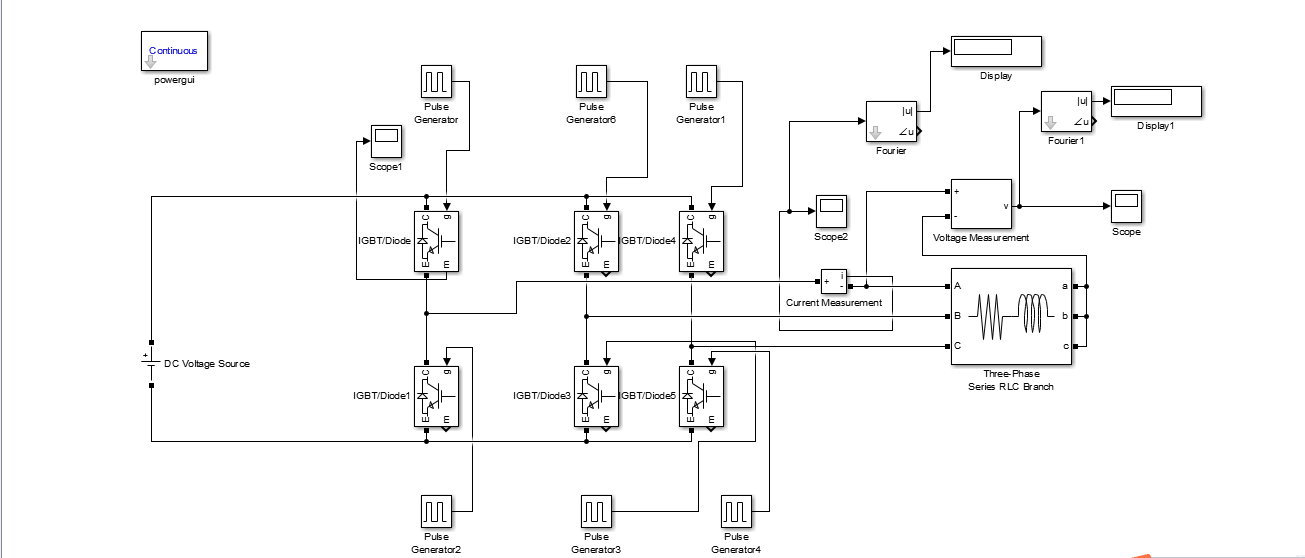 Continuous
powergui
Pulse
Generator
Pulse
Generator6
Pulse
Generator1
Scope1
Display
|u|
∠u
Fourier
|u|
∠u
Fourier1
Display1
C
g
E
m
IGBT/Diode
C
g
E
m
IGBT/Diode2
C
g
E
m
IGBT/Diode4
Scope2
+
-
v
Voltage Measurement
Scope
+
i
-
Current Measurement
A
B
C
a
b
c
Three-Phase
Series RLC Branch
+
DC Voltage Source
C
g
E
m
IGBT/Diode1
C
g
E
m
IGBT/Diode3
C
g
E
m
IGBT/Diode5
Pulse
Generator2
Pulse
Generator3
Pulse
Generator4